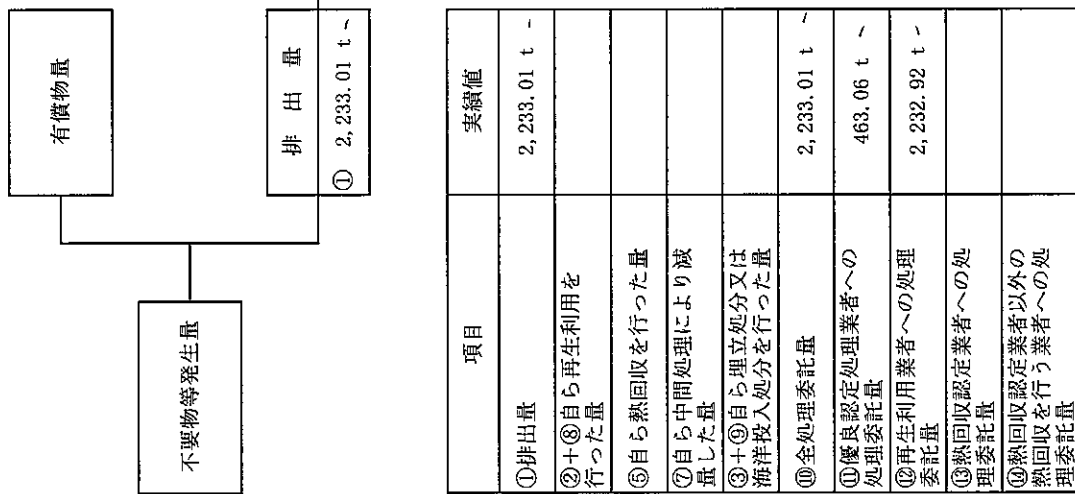 有償物量
不要物等発生量
排 出 量
① 2,233.01 t
項目
実績値
①排出量
2,233.01 t
②+⑧自ら再生利用を
行った量
⑤自ら熱回収を行った量
⑦自ら中間処理により減
量した量
③+⑨自ら埋立処分又は
海洋投入処分を行った量
⑩全処理委託量
2,233.01 t
⑪優良認定処理業者への
処理委託量
463.06 t
⑫再生利用業者への処理
委託量
2,232.92 t
⑬熱回収認定業者への処
理委託量
⑭熱回収認定業者以外の
熱回収を行う業者への処
理委託量